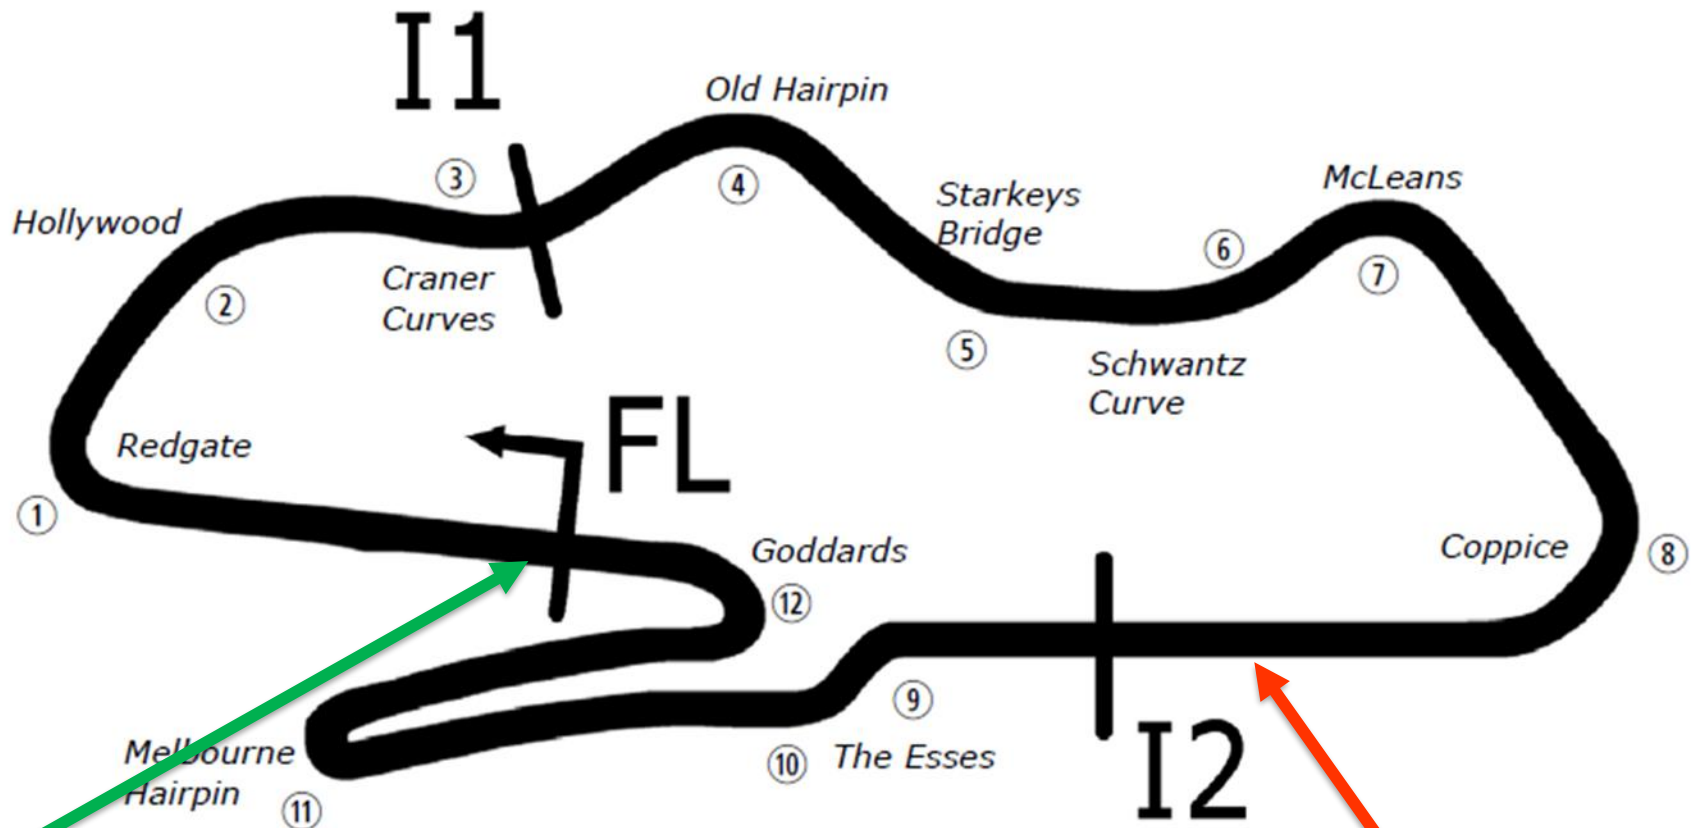 I1
Old Hairpin
③
④
McLeans
Starkeys
Bridge
Hollywood
⑥
⑦
Craner
Curves
②
⑤
Schwantz
Curve
FL
Redgate
①
Goddards
Coppice
⑧
⑫
⑨
Melbourne
Hairpin
⑩
The Esses
I2
⑪